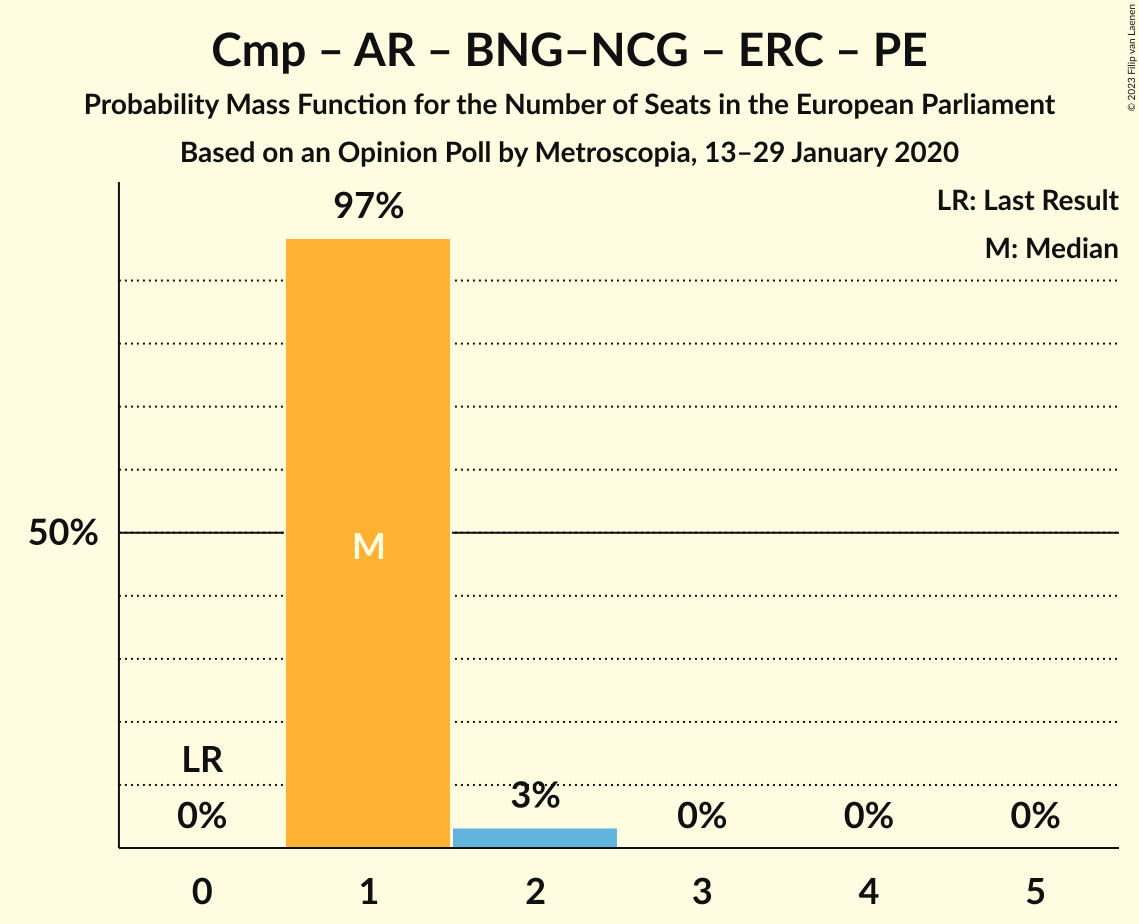 Cmp – AR – BNG–NCG – ERC – PE
Probability Mass Function for the Number of Seats in the European Parliament
Based on an Opinion Poll by Metroscopia, 13–29 January 2020
© 2023 Filip van Laenen
LR: Last Result
M: Median
97%
50%
M
LR
0%
3%
0%
0%
0%
0 1 2 3 4 5